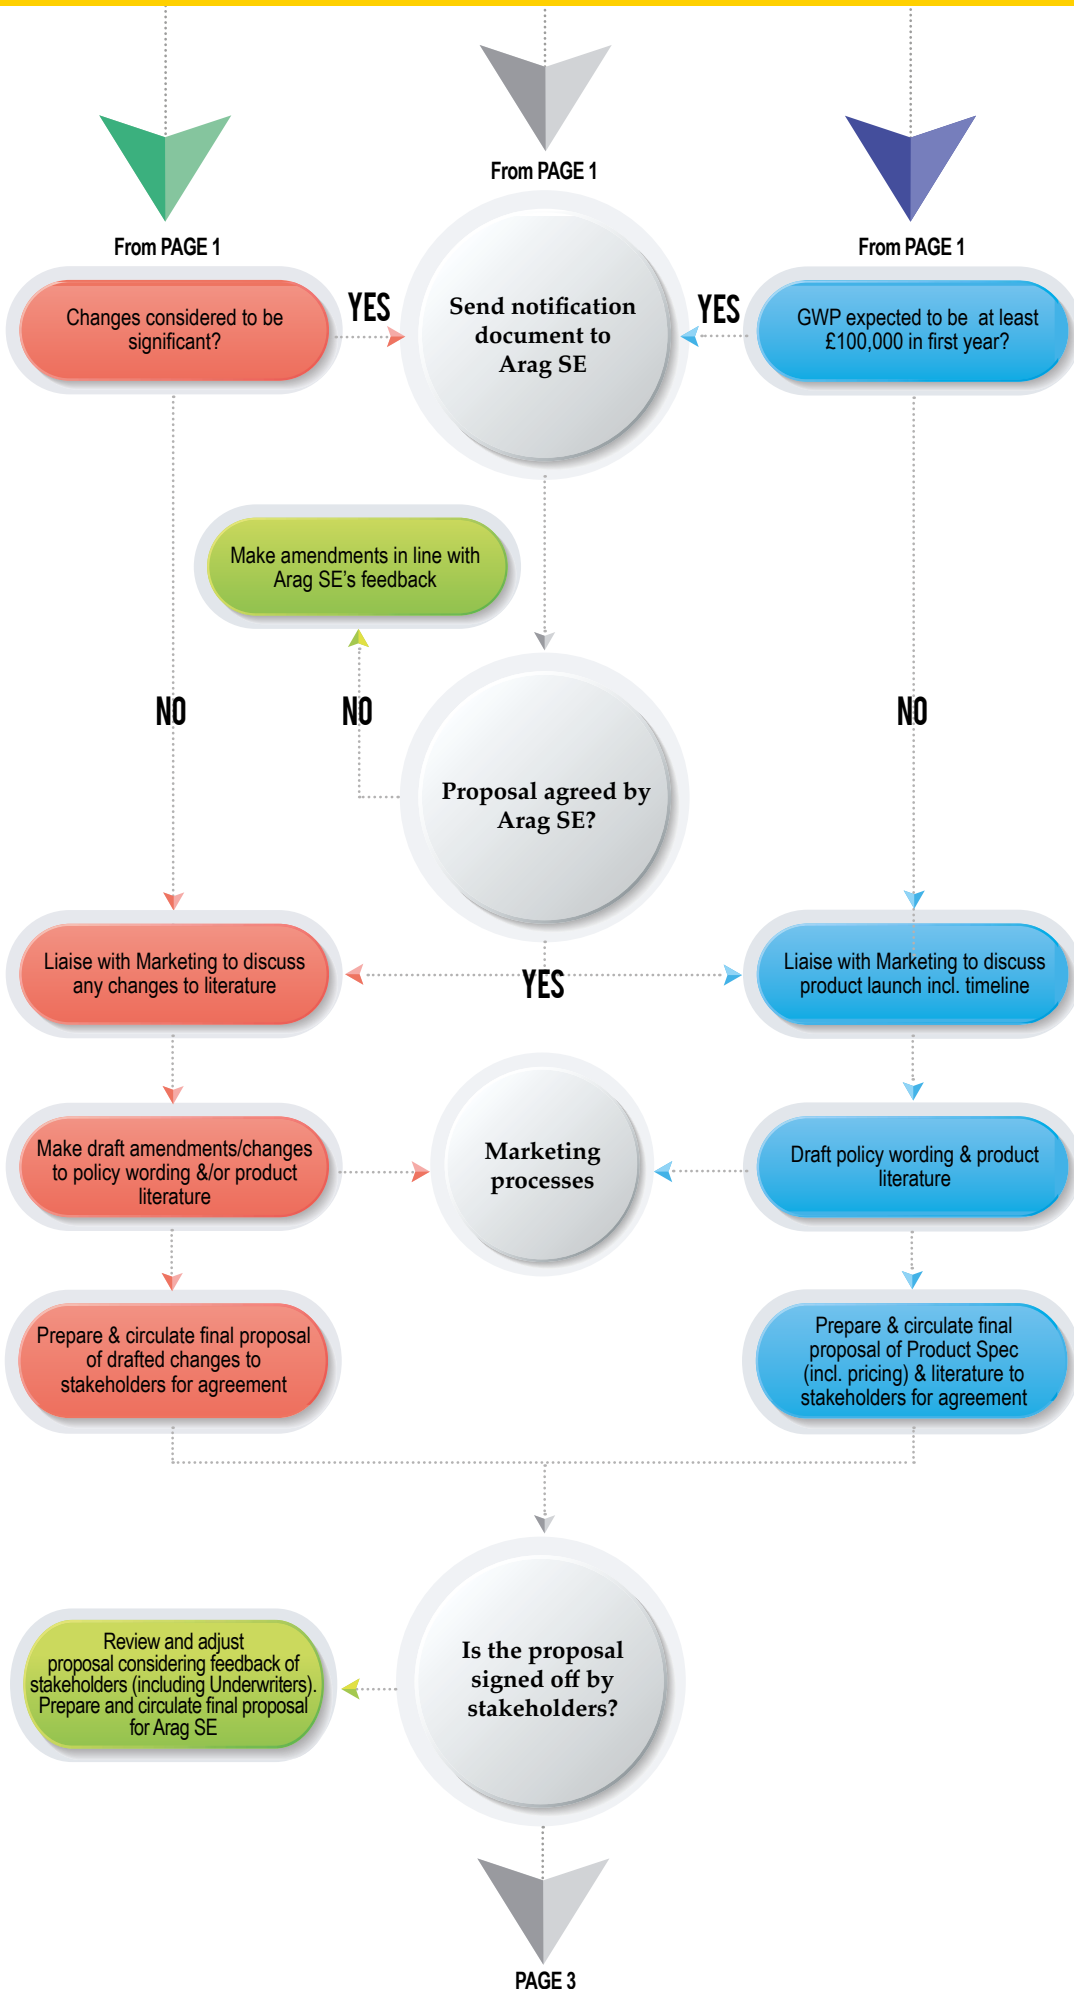 From PAGE 1
From PAGE 1
From PAGE 1
Changes considered to be
significant?
YES
Send notification
document to
Arag SE
YES
GWP expected to be at least
£100,000 in first year?
Make amendments in line with
Arag SE's feedback
NO
NO
NO
Proposal agreed by
Arag SE?
Liaise with Marketing to discuss
any changes to literature
YES
Liaise with Marketing to discuss
product launch incl. timeline
Make draft amendments/changes
to policy wording &/or product
literature
Marketing
processes
Draft policy wording & product
literature
Prepare & circulate final proposal
of drafted changes to
stakeholders for agreement
Prepare & circulate final
proposal of Product Spec
(incl. pricing) & literature to
stakeholders for agreement
Review and adjust
proposal considering feedback of
stakeholders (including Underwriters).
Prepare and circulate final proposal
for Arag SE
Is the proposal
signed off by
stakeholders?
PAGE 3